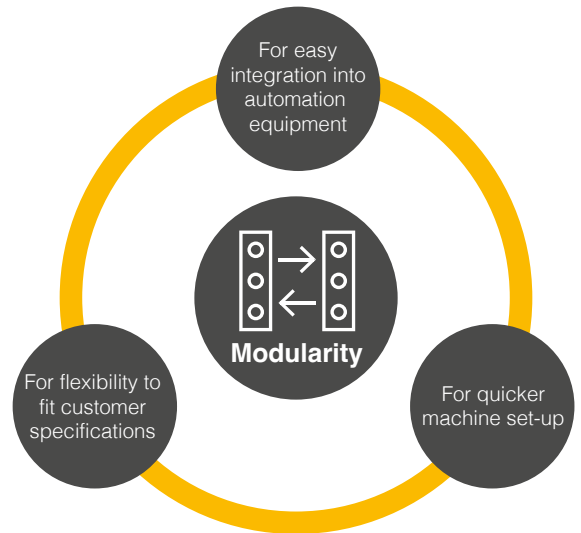 For easy
integration into
automation
equipment
Modularity
For flexibility to
fit customer
specifications
For quicker
machine set-up